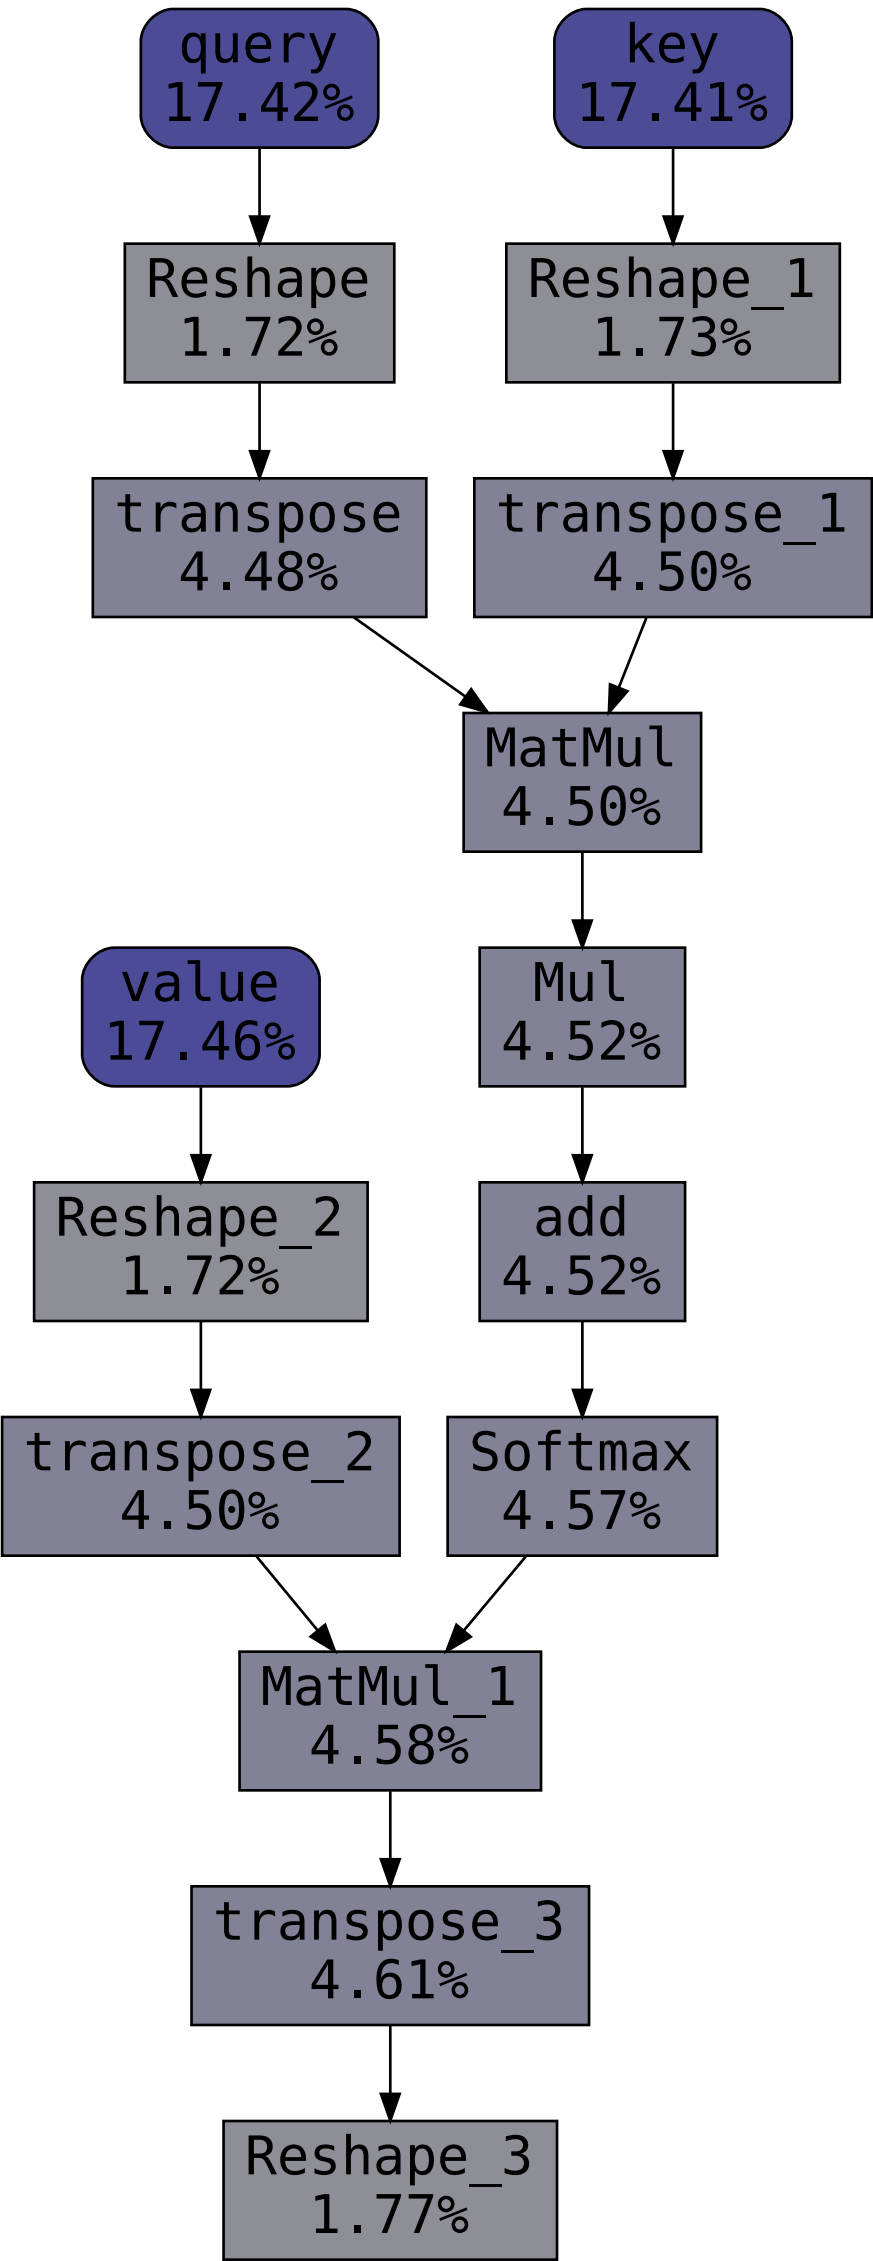 query
17.42%
key
17.41%
Reshape
1.72%
Reshape_1
1.73%
transpose
4.48%
transpose_1
4.50%
MatMul
4.50%
value
17.46%
Mul
4.52%
Reshape_2
1.72%
add
4.52%
transpose_2
4.50%
Softmax
4.57%
MatMul_1
4.58%
transpose_3
4.61%
Reshape_3
1.77%